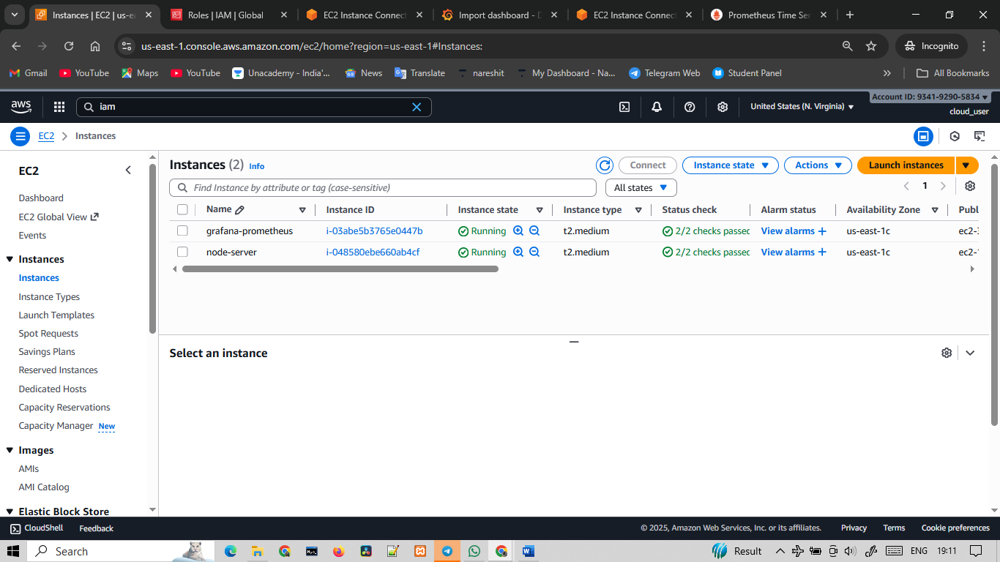 Instances | EC2 | us-ea
Roles | IAM | Global
EC2 Instance Connect
Import dashboard - D
EC2 Instance Connect
Prometheus Time Ser
us-east-1.console.aws.amazon.com/ec2/home?region=us-east-1#Instances:
Incognito
Gmail
YouTube
Maps
YouTube
Unacademy - India'...
News
Translate
nareshit
My Dashboard - Na...
Telegram Web
Student Panel
All Bookmarks
aws
iam
United States (N. Virginia)
Account ID: 9341-9290-5834
cloud_user
EC2
Instances
EC2
Dashboard
EC2 Global View
Events
Instances
Instances
Instance Types
Launch Templates
Spot Requests
Savings Plans
Reserved Instances
Dedicated Hosts
Capacity Reservations
Capacity Manager New
Images
AMIs
AMI Catalog
Elastic Block Store
Instances (2) Info
Connect
Instance state
Actions
Launch instances
Find Instance by attribute or tag (case-sensitive)
All states
1
Name Instance ID Instance state Instance type Status check Alarm status Availability Zone Publ
grafana-prometheus i-03abe5b3765e0447b Running t2.medium 2/2 checks passed View alarms + us-east-1c ec2-3
node-server i-048580ebe660ab4cf Running t2.medium 2/2 checks passed View alarms + us-east-1c ec2-
Select an instance
CloudShell
Feedback
© 2025, Amazon Web Services, Inc. or its affiliates.
Privacy
Terms
Cookie preferences
Search
Result
ENG
19:11